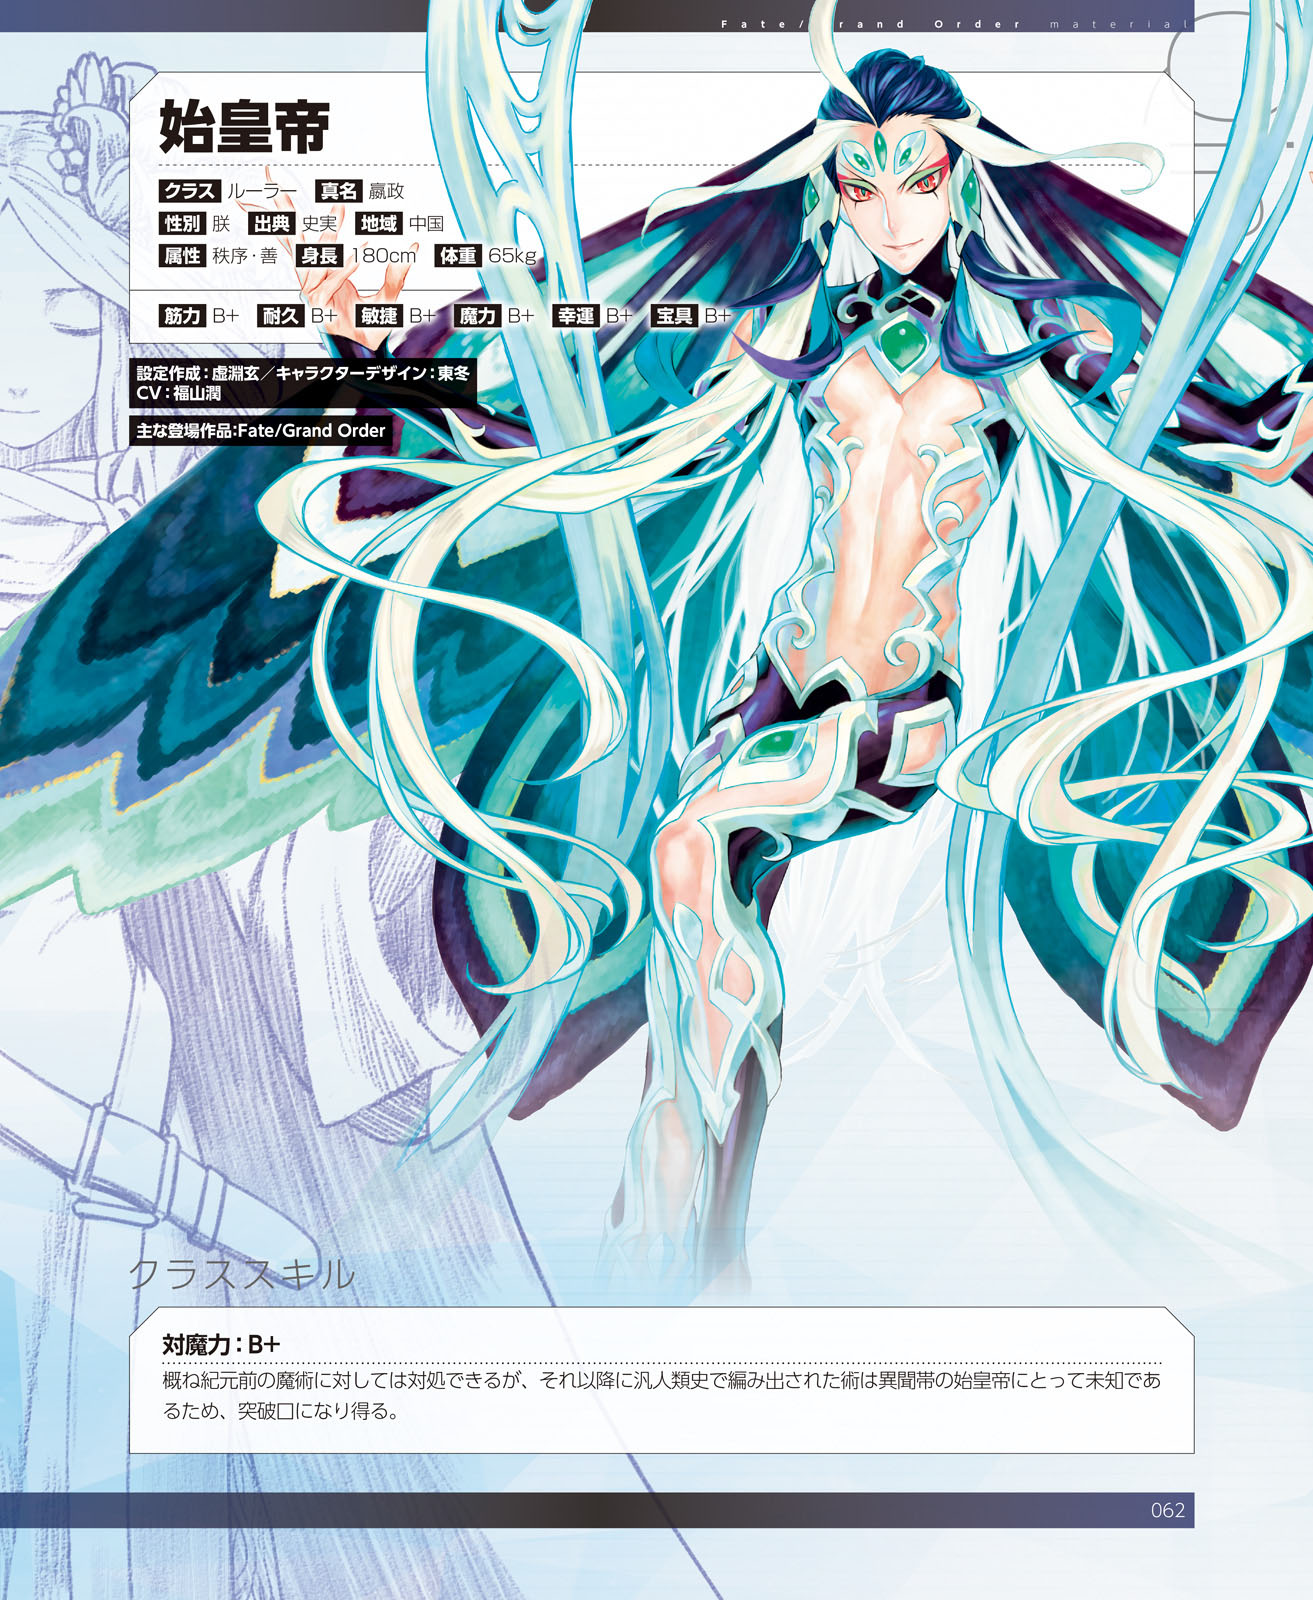 Fate/Grand Order material
始皇帝
クラス ルーラー 真名 嬴政
性別 朕 出典 史実 地域 中国
属性 秩序・善 身長 180cm 体重 65kg
筋力 B+ 耐久 B+ 敏捷 B+ 魔力 B+ 幸運 B+ 宝具 B+
設定作成：虚淵玄／キャラクターデザイン：東冬
CV：福山潤
主な登場作品:Fate/Grand Order
クラススキル
対魔力：B+
概ね紀元前の魔術に対しては対処できるが、それ以降に汎人類史で編み出された術は異聞帯の始皇帝にとって未知であ
るため、突破口になり得る。
062